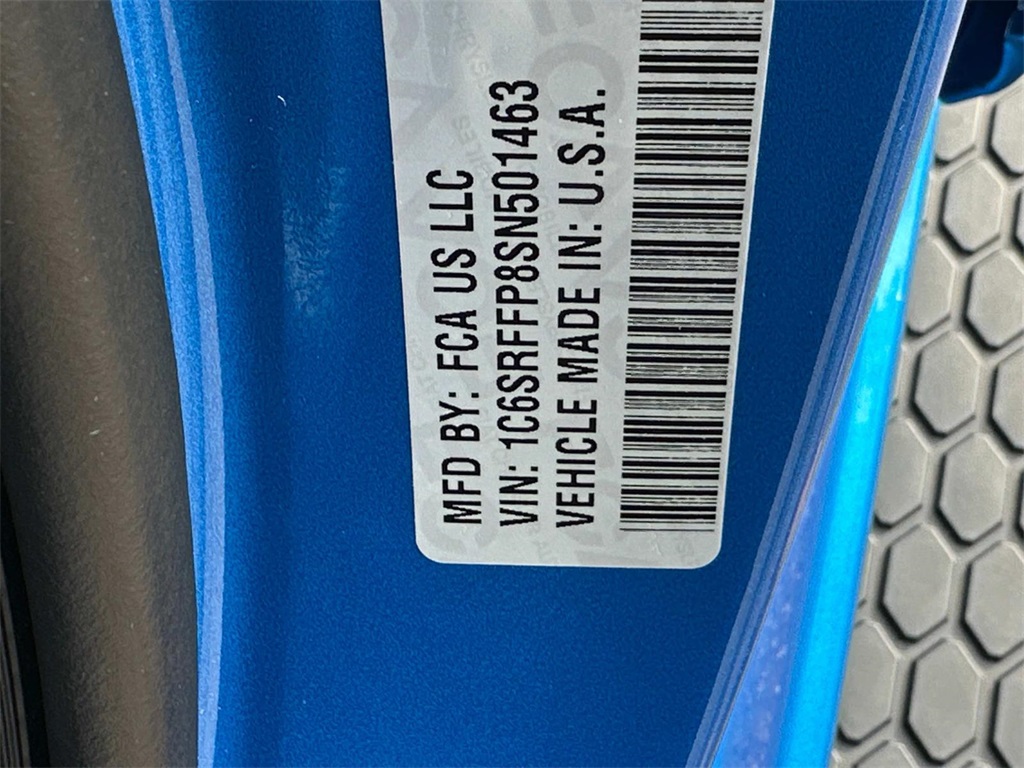 MFD BY: FCA US LLC
VIN: 1C6SRFFP8SN501463
VEHICLE MADE IN: U.S.A.